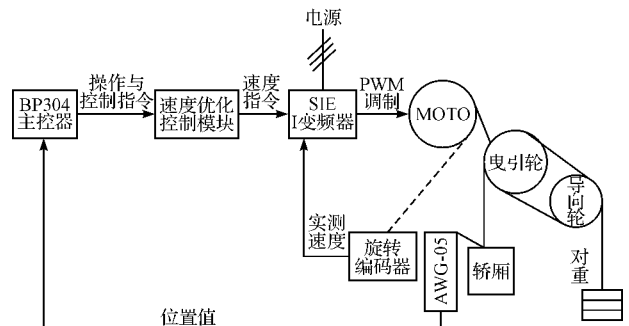 电源
BP304
主控器
操作与
控制指令
速度优化
控制模块
速度
指令
SIE
I变频器
PWM
调制
MOTO
曳引轮
导向轮
实测
速度
旋转
编码器
AWG-05
轿厢
对重
位置值